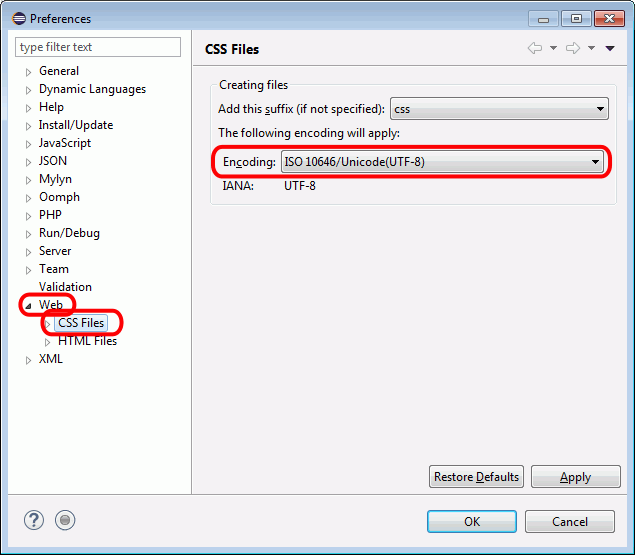 Preferences
type filter text
General
Dynamic Languages
Help
Install/Update
JavaScript
JSON
Mylyn
Oomph
PHP
Run/Debug
Server
Team
Validation
Web
CSS Files
HTML Files
XML
CSS Files
Creating files
Add this suffix (if not specified): css
The following encoding will apply:
Encoding: ISO 10646/Unicode(UTF-8)
IANA: UTF-8
Restore Defaults Apply
? OK Cancel